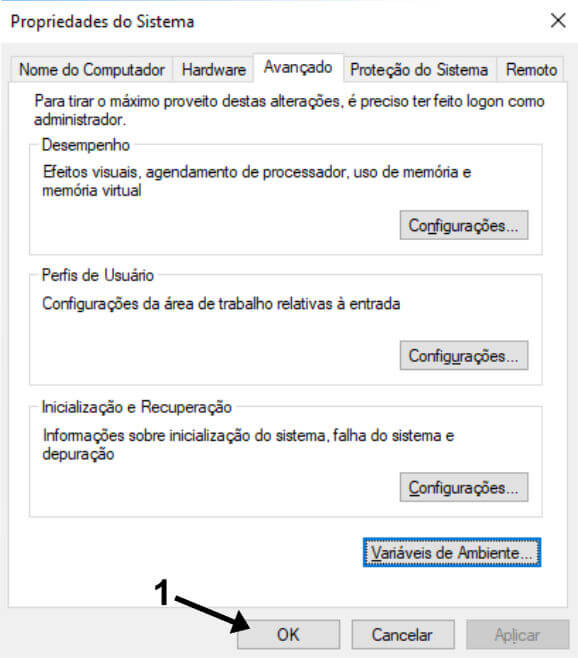 Propriedades do Sistema
Nome do Computador Hardware Avançado Proteção do Sistema Remoto
Para tirar o máximo proveito destas alterações, é preciso ter feito logon como
administrador.
Desempenho
Efeitos visuais, agendamento de processador, uso de memória e
memória virtual
Configurações...
Perfis de Usuário
Configurações da área de trabalho relativas à entrada
Configurações...
Inicialização e Recuperação
Informações sobre inicialização do sistema, falha do sistema e
depuração
Configurações...
Variáveis de Ambiente...
1
OK Cancelar Aplicar